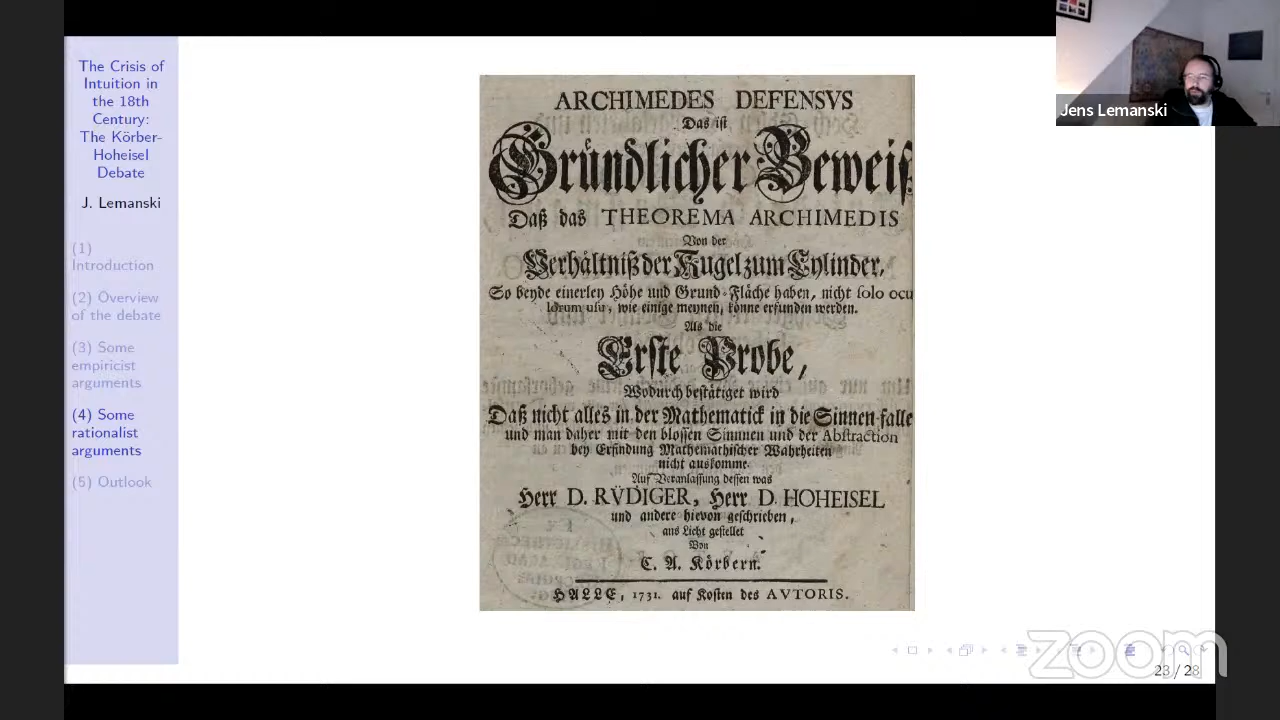 The Crisis of
Intuition in
the 18th
Century:
The Körber-
Hoheisel
Debate
J. Lemanski
(1)
Introduction
(2) Overview
of the debate
(3) Some
empiricist
arguments
(4) Some
rationalist
arguments
(5) Outlook
ARCHIMEDES DEFENSVS
Das ist
Gründlicher Beweiß
Daß das THEOREMA ARCHIMEDIS
Von der
Verhältniß der Kugel zum Cylinder,
So beyde einerley Höhe und Grund-Fläche haben, nicht solo ocu
lorum usu, wie einige meynen, könne erfunden werden.
Als die
Erste Probe,
Wodurch bestätiget wird
Daß nicht alles in der Mathematick in die Sinnen falle
und man daher mit den blossen Sinnnen und der Abstraction
bey Erfindung Mathemathischer Wahrheiten
nicht auskomme.
Auf Veranlassung dessen was
Herr D. RÜDIGER, Herr D. HOHEISEL
und andere hievon geschrieben,
ans Licht gestellet
Von
C. A. Körbern.
HALLE, 1731. auf Kosten des AVTORIS.
Jens Lemanski
zoom
23 / 28